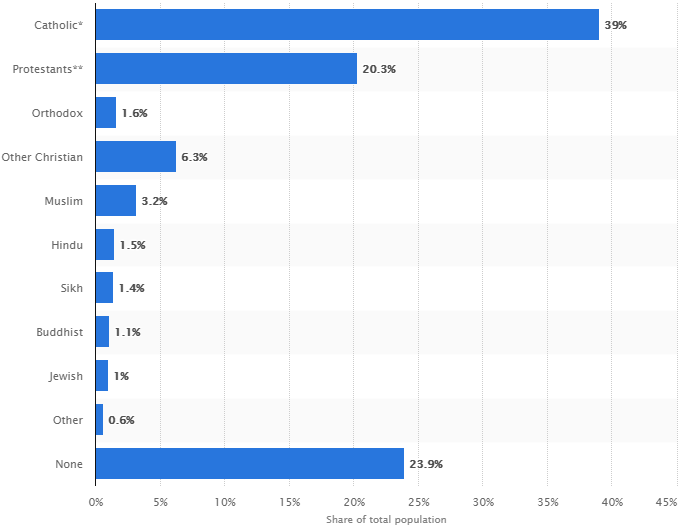 Catholic* 39%
Protestants** 20.3%
Orthodox 1.6%
Other Christian 6.3%
Muslim 3.2%
Hindu 1.5%
Sikh 1.4%
Buddhist 1.1%
Jewish 1%
Other 0.6%
None 23.9%
0% 5% 10% 15% 20% 25% 30% 35% 40% 45%
Share of total population